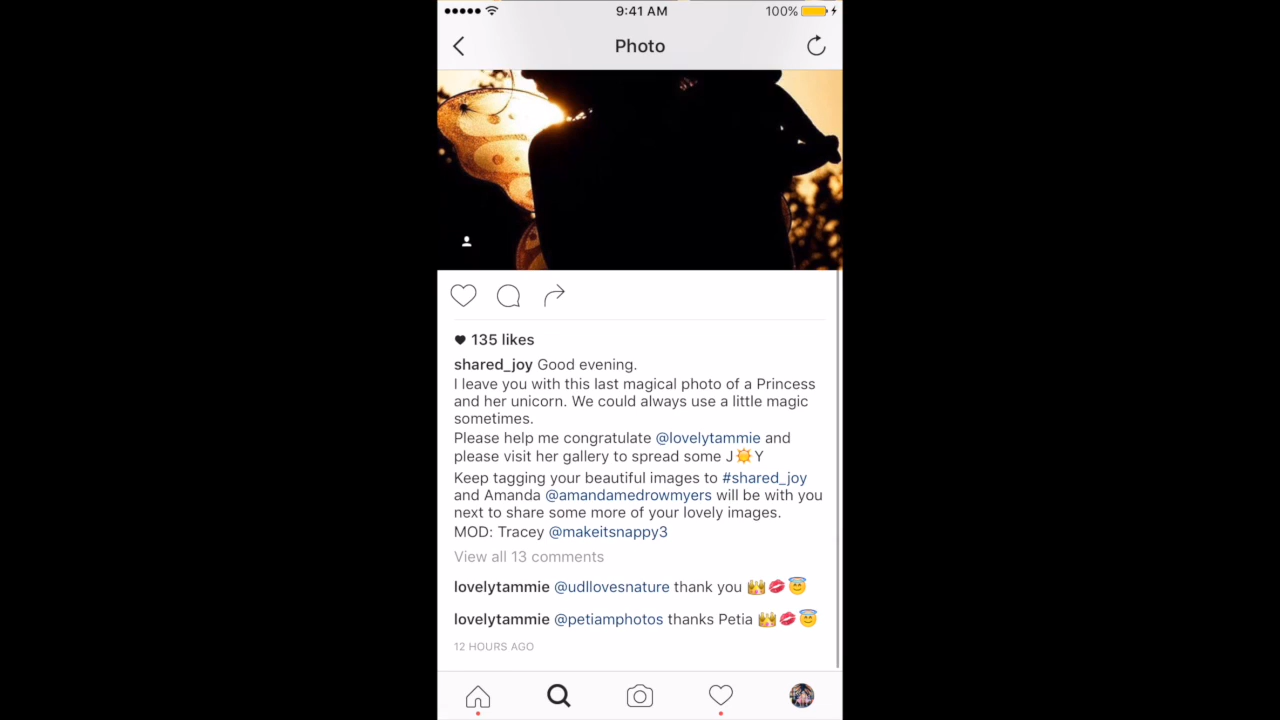 9:41 AM
100%
Photo
135 likes
shared_joy Good evening.
I leave you with this last magical photo of a Princess
and her unicorn. We could always use a little magic
sometimes.
Please help me congratulate @lovelytammie and
please visit her gallery to spread some J☀️Y
Keep tagging your beautiful images to #shared_joy
and Amanda @amandamedrowmyers will be with you
next to share some more of your lovely images.
MOD: Tracey @makeitsnappy3
View all 13 comments
lovelytammie @udllovesnature thank you 👑💋😇
lovelytammie @petiamphotos thanks Petia 👑💋😇
12 HOURS AGO